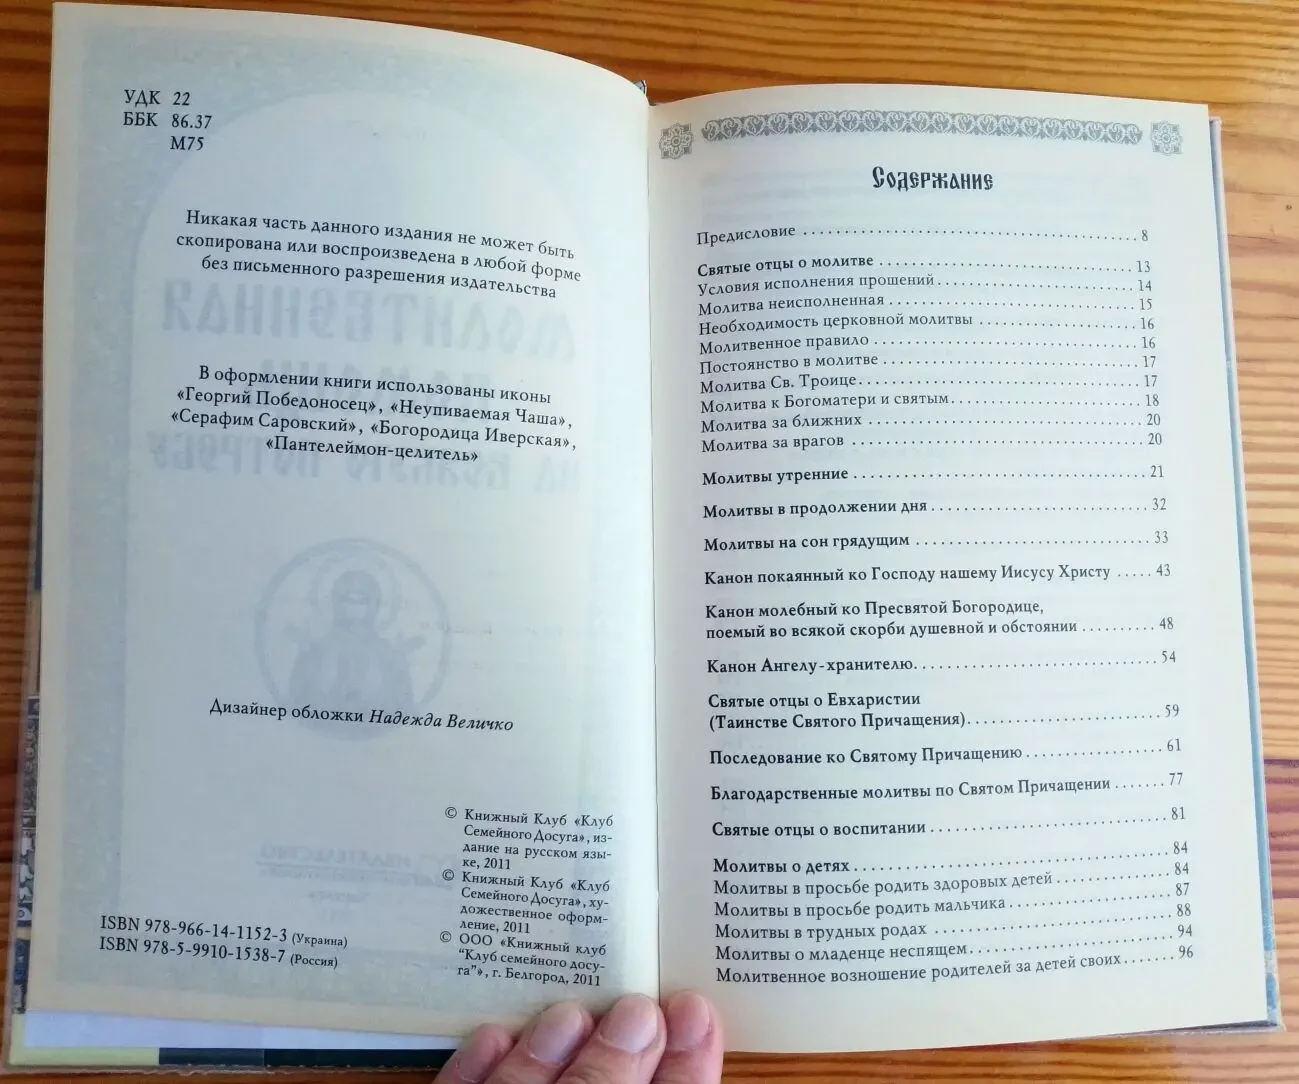 УДК 22
ББК 86.37
М75
Никакая часть данного издания не может быть
скопирована или воспроизведена в любой форме
без письменного разрешения издательства
В оформлении книги использованы иконы
«Георгий Победоносец», «Неупиваемая Чаша»,
«Серафим Саровский», «Богородица Иверская»,
«Пантелеймон-целитель»
Дизайнер обложки Надежда Величко
© Книжный Клуб «Клуб
Семейного Досуга», из-
дание на русском язы-
ке, 2011
© Книжный Клуб «Клуб
Семейного Досуга», ху-
дожественное оформ-
ление, 2011
© ООО «Книжный клуб
"Клуб семейного досу-
га"», г. Белгород, 2011
ISBN 978-966-14-1152-3 (Украина)
ISBN 978-5-9910-1538-7 (Россия)
Содержание
Предисловие . . . . . . . . . . 8
Святые отцы о молитве . . . . . . . . . . 13
Условия исполнения прошений . . . . . . . . . . 14
Молитва неисполненная . . . . . . . . . . 15
Необходимость церковной молитвы . . . . . . . . . . 16
Молитвенное правило . . . . . . . . . . 16
Постоянство в молитве . . . . . . . . . . 17
Молитва Св. Троице . . . . . . . . . . 17
Молитва к Богоматери и святым . . . . . . . . . . 18
Молитва за ближних . . . . . . . . . . 20
Молитва за врагов . . . . . . . . . . 20
Молитвы утренние . . . . . . . . . . 21
Молитвы в продолжении дня . . . . . . . . . . 32
Молитвы на сон грядущим . . . . . . . . . . 33
Канон покаянный ко Господу нашему Иисусу Христу . . . . . 43
Канон молебный ко Пресвятой Богородице,
поемый во всякой скорби душевной и обстоянии . . . . . . . . . . 48
Канон Ангелу-хранителю . . . . . . . . . . 54
Святые отцы о Евхаристии
(Таинстве Святого Причащения) . . . . . . . . . . 59
Последование ко Святому Причащению . . . . . . . . . . 61
Благодарственные молитвы по Святом Причащении . . . . . . . 77
Святые отцы о воспитании . . . . . . . . . . 81
Молитвы о детях . . . . . . . . . . 84
Молитвы в просьбе родить здоровых детей . . . . . . . . . . 84
Молитвы в просьбе родить мальчика . . . . . . . . . . 87
Молитвы в трудных родах . . . . . . . . . . 88
Молитвы о младенце неспящем . . . . . . . . . . 94
Молитвенное возношение родителей за детей своих . . . . . . . 96